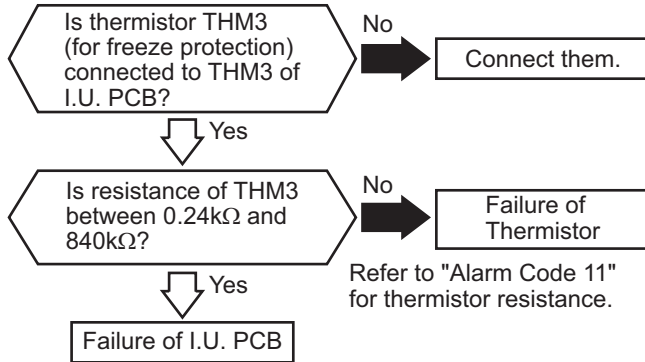 Is thermistor THM3
(for freeze protection)
connected to THM3 of
I.U. PCB?
No
Connect them.
Yes
Is resistance of THM3
between 0.24kΩ and
840kΩ?
No
Failure of
Thermistor
Refer to "Alarm Code 11"
for thermistor resistance.
Yes
Failure of I.U. PCB